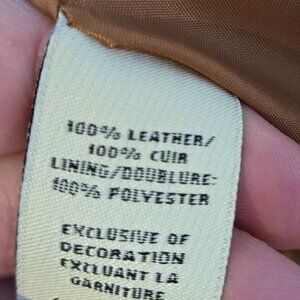 100% LEATHER/
100% CUIR
LINING/DOUBLURE:
100% POLYESTER
EXCLUSIVE OF
DECORATION
EXCLUANT LA
GARNITURE